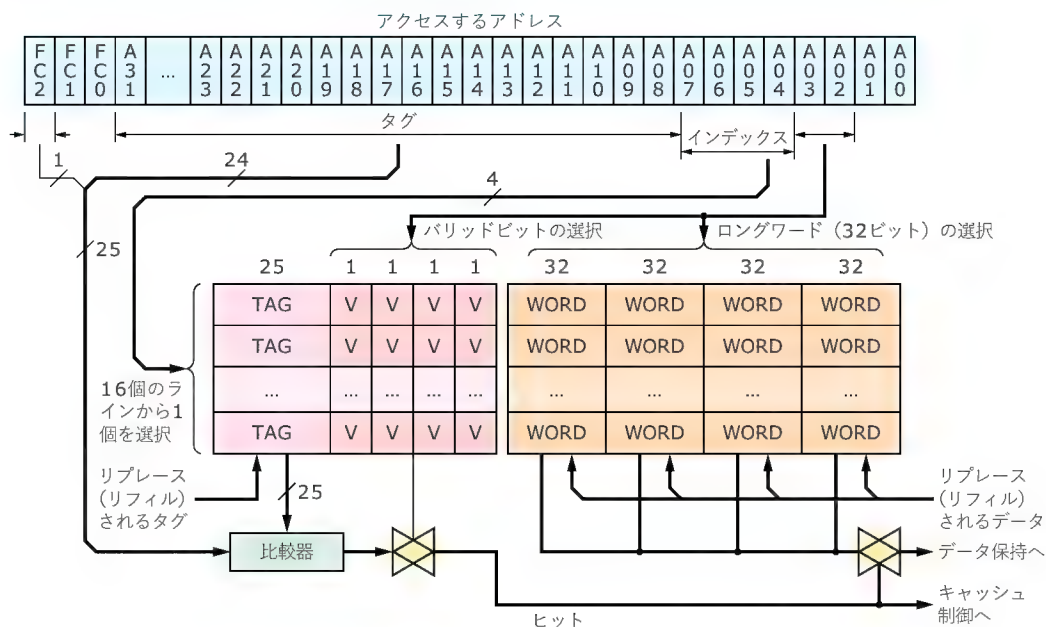 アクセスするアドレス
FC2 FC1 FC0 A31 … A23 A22 A21 A20 A19 A18 A17 A16 A15 A14 A13 A12 A11 A10 A09 A08 A07 A06 A05 A04 A03 A02 A01 A00
タグ
インデックス
1
24
4
25
バリッドビットの選択
ロングワード（32ビット）の選択
25 1 1 1 1 32 32 32 32
TAG V V V V WORD WORD WORD WORD
TAG V V V V WORD WORD WORD WORD
… … … … … … … … …
TAG V V V V WORD WORD WORD WORD
16個のラ
インから1
個を選択
リプレース
(リフィル)
されるタグ
25
リプレース
(リフィル)
されるデータ
比較器
データ保持へ
ヒット
キャッシュ
制御へ